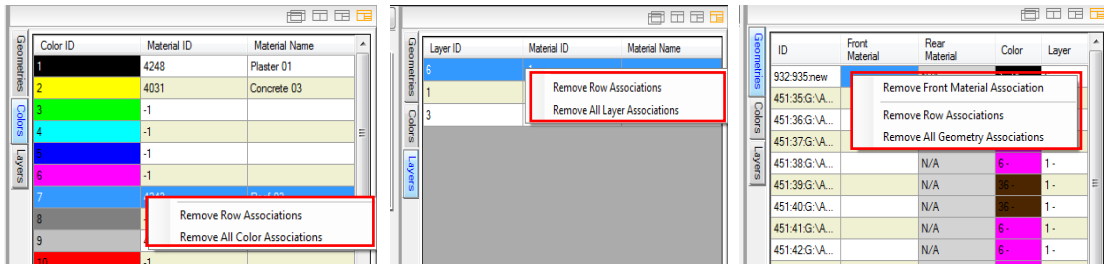 Geometries
Colors
Layers
Color ID Material ID Material Name
1 4248 Plaster 01
2 4031 Concrete 03
3 -1
4 -1
5 -1
6 -1
7
8
9
10 -1
Remove Row Associations
Remove All Color Associations
Geometries
Colors
Layers
Layer ID Material ID Material Name
6
1
3
Remove Row Associations
Remove All Layer Associations
Geometries
Colors
Layers
ID Front Material Rear Material Color Layer
932:935:new
451:35:G:\A...
451:36:G:\A...
451:37:G:\A...
451:38:G:\A... N/A 6 - 1 -
451:39:G:\A... N/A 36 - 1 -
451:40:G:\A... N/A 36 - 1 -
451:41:G:\A... N/A 6 - 1 -
451:42:G:\A... N/A 6 - 1 -
Remove Front Material Association
Remove Row Associations
Remove All Geometry Associations